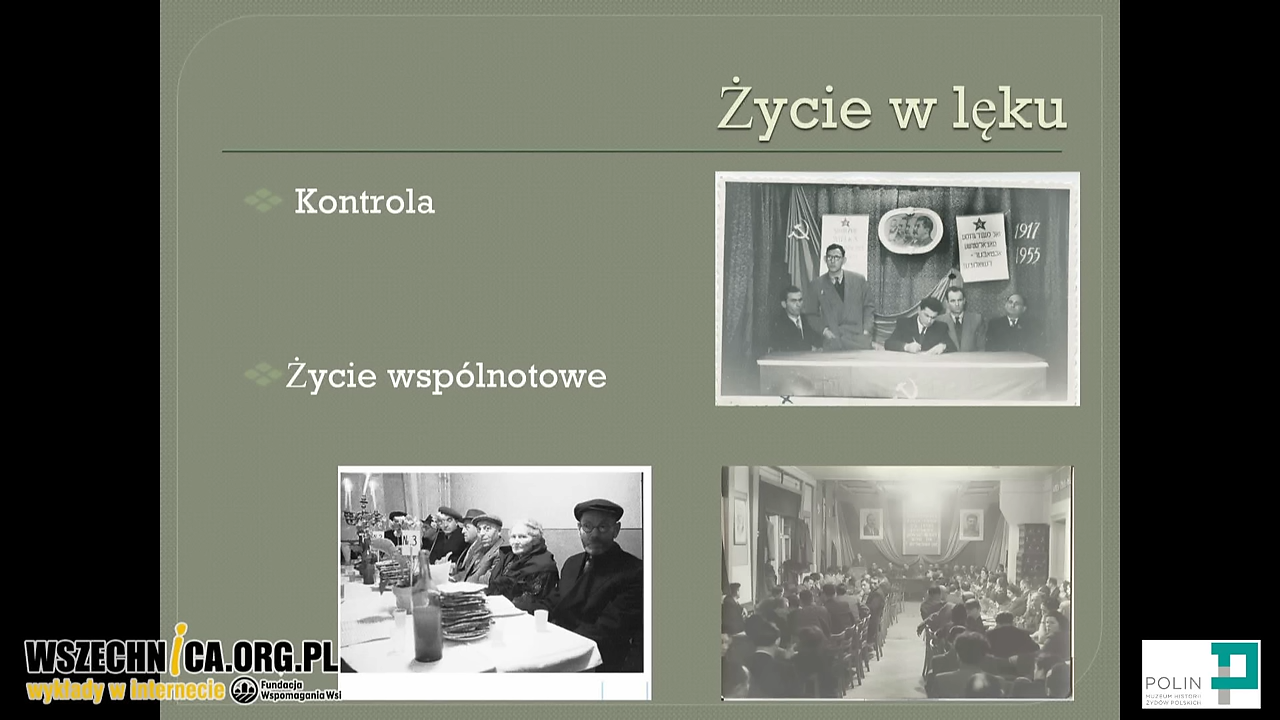 Życie w lęku
Kontrola
1917
1955
Życie wspólnotowe
N.3
WSZECHNICA.ORG.PL
wykłady w internecie
Fundacja
Wspomagania Wsi
POLIN
MUZEUM HISTORII
ŻYDÓW POLSKICH